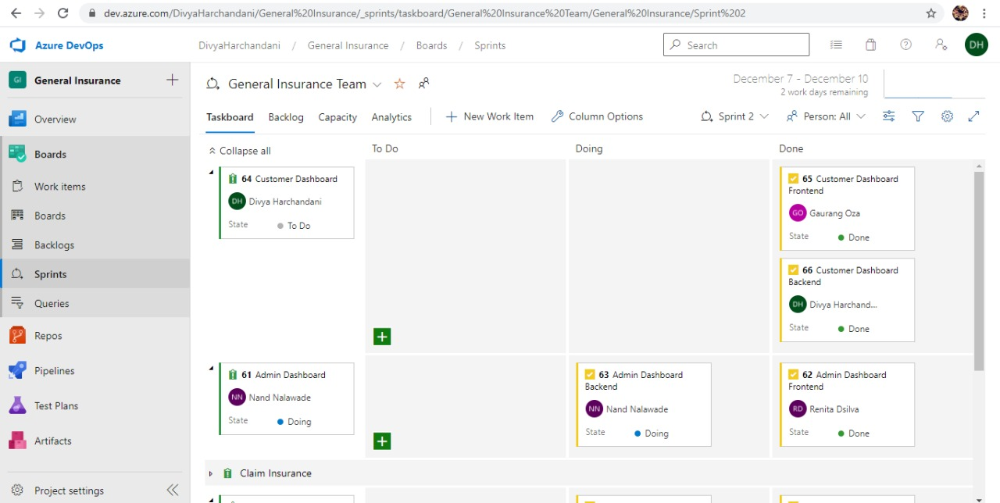 dev.azure.com/DivyaHarchandani/General%20Insurance/_sprints/taskboard/General%20Insurance%20Team/General%20Insurance/Sprint%202
Azure DevOps
DivyaHarchandani / General Insurance / Boards / Sprints
Search
DH
GI General Insurance
General Insurance Team
December 7 - December 10
2 work days remaining
Overview
Taskboard Backlog Capacity Analytics New Work Item Column Options Sprint 2 Person: All
Boards
Work items
Boards
Backlogs
Sprints
Queries
Repos
Pipelines
Test Plans
Artifacts
Project settings
Collapse all To Do Doing Done
64 Customer Dashboard
DH Divya Harchandani
State To Do
65 Customer Dashboard
Frontend
GO Gaurang Oza
State Done
66 Customer Dashboard
Backend
DH Divya Harchand...
State Done
61 Admin Dashboard
NN Nand Nalawade
State Doing
63 Admin Dashboard
Backend
NN Nand Nalawade
State Doing
62 Admin Dashboard
Frontend
RD Renita Dsilva
State Done
Claim Insurance